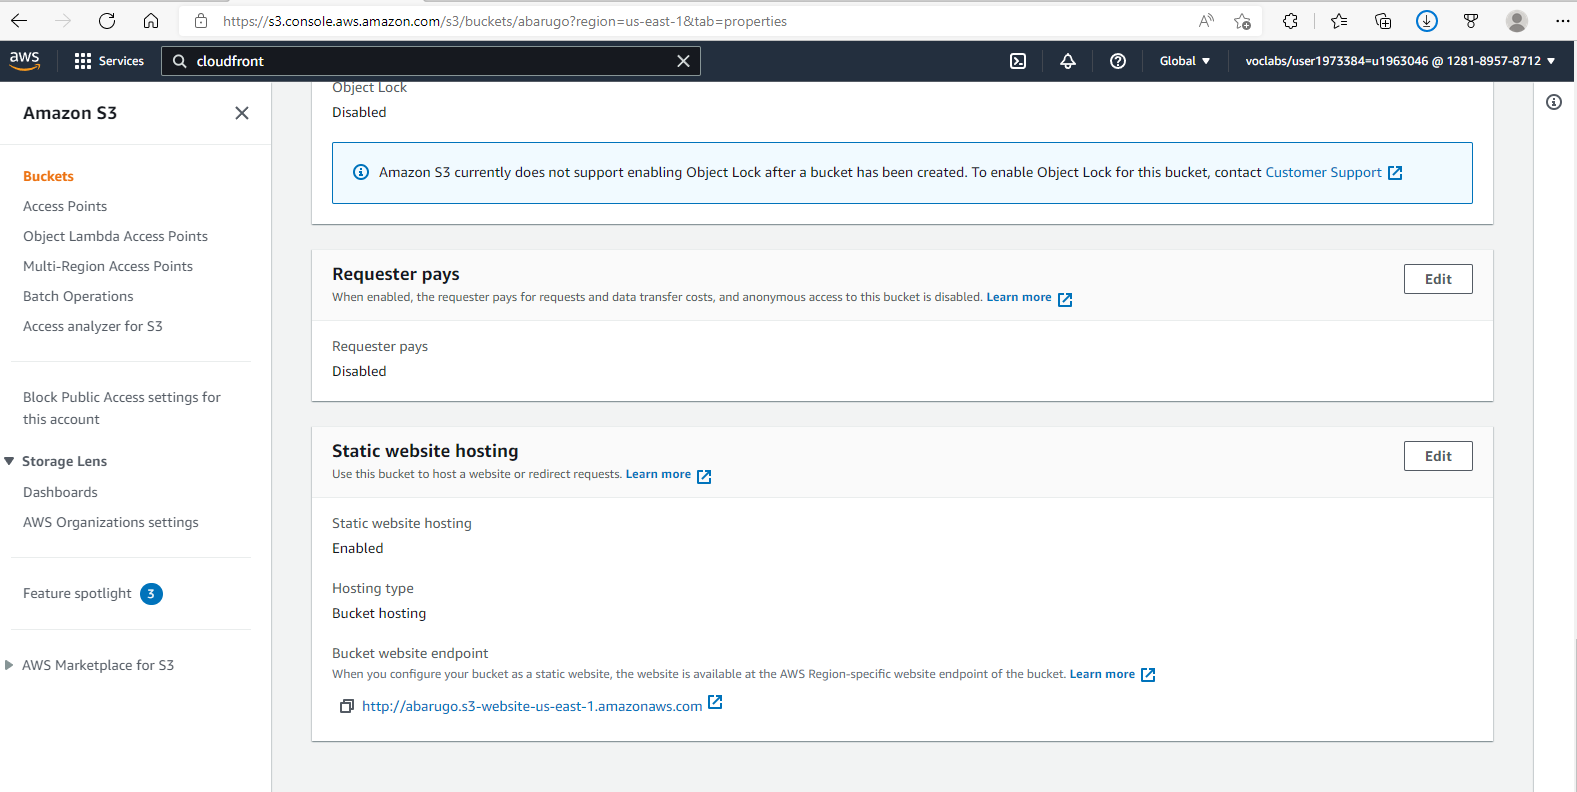 https://s3.console.aws.amazon.com/s3/buckets/abarugo?region=us-east-1&tab=properties
aws
Services
cloudfront
Global
voclabs/user1973384=u1963046 @ 1281-8957-8712
Amazon S3
Buckets
Access Points
Object Lambda Access Points
Multi-Region Access Points
Batch Operations
Access analyzer for S3
Block Public Access settings for
this account
Storage Lens
Dashboards
AWS Organizations settings
Feature spotlight 3
AWS Marketplace for S3
Object Lock
Disabled
Amazon S3 currently does not support enabling Object Lock after a bucket has been created. To enable Object Lock for this bucket, contact Customer Support
Requester pays
Edit
When enabled, the requester pays for requests and data transfer costs, and anonymous access to this bucket is disabled. Learn more
Requester pays
Disabled
Static website hosting
Edit
Use this bucket to host a website or redirect requests. Learn more
Static website hosting
Enabled
Hosting type
Bucket hosting
Bucket website endpoint
When you configure your bucket as a static website, the website is available at the AWS Region-specific website endpoint of the bucket. Learn more
http://abarugo.s3-website-us-east-1.amazonaws.com